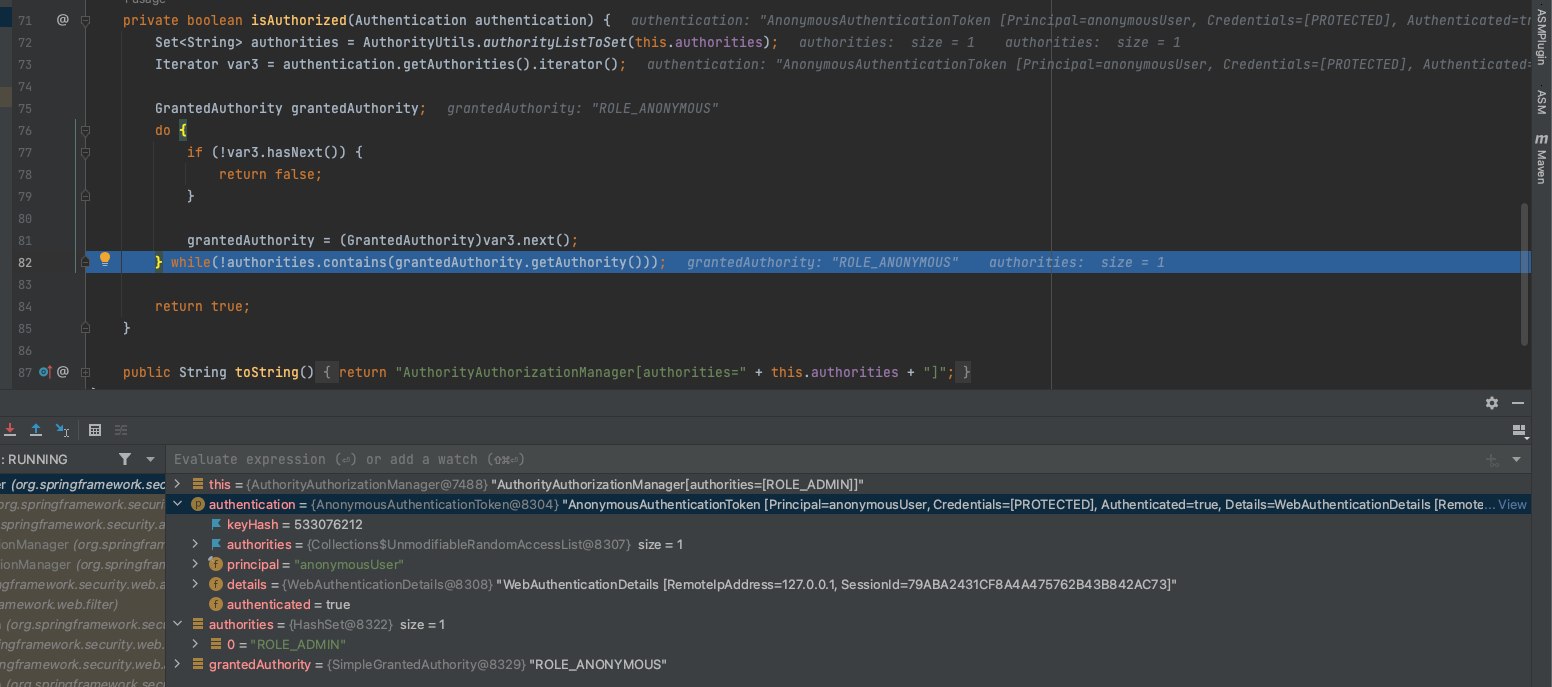 71 @ private boolean isAuthorized(Authentication authentication) { authentication: "AnonymousAuthenticationToken [Principal=anonymousUser, Credentials=[PROTECTED], Authenticated=tr
72 Set<String> authorities = AuthorityUtils.authorityListToSet(this.authorities); authorities: size = 1 authorities: size = 1
73 Iterator var3 = authentication.getAuthorities().iterator(); authentication: "AnonymousAuthenticationToken [Principal=anonymousUser, Credentials=[PROTECTED], Authenticated=
74
75 GrantedAuthority grantedAuthority; grantedAuthority: "ROLE_ANONYMOUS"
76 do {
77 if (!var3.hasNext()) {
78 return false;
79 }
80
81 grantedAuthority = (GrantedAuthority)var3.next();
82 } while(!authorities.contains(grantedAuthority.getAuthority())); grantedAuthority: "ROLE_ANONYMOUS" authorities: size = 1
83
84 return true;
85 }
86
87 @ public String toString() { return "AuthorityAuthorizationManager[authorities=" + this.authorities + "]"; }
ASMPlugin
ASM
m Maven
: RUNNING
Evaluate expression (⏎) or add a watch (⇧⌘⏎)
er (org.springframework.sec
org.springframework.securi
springframework.security.a
onManager (org.springfram
ionManager (org.springfram
ngframework.security.web.a
ramework.web.filter)
(org.springframework.sec
ringframework.security.web.
ngframework.security.web.
(org.springframework.sec
this = {AuthorityAuthorizationManager@7488} "AuthorityAuthorizationManager[authorities=[ROLE_ADMIN]]"
p authentication = {AnonymousAuthenticationToken@8304} "AnonymousAuthenticationToken [Principal=anonymousUser, Credentials=[PROTECTED], Authenticated=true, Details=WebAuthenticationDetails [Remote... View
keyHash = 533076212
authorities = {Collections$UnmodifiableRandomAccessList@8307} size = 1
f principal = "anonymousUser"
f details = {WebAuthenticationDetails@8308} "WebAuthenticationDetails [RemoteIpAddress=127.0.0.1, SessionId=79ABA2431CF8A4A475762B43B842AC73]"
f authenticated = true
authorities = {HashSet@8322} size = 1
0 = "ROLE_ADMIN"
grantedAuthority = {SimpleGrantedAuthority@8329} "ROLE_ANONYMOUS"